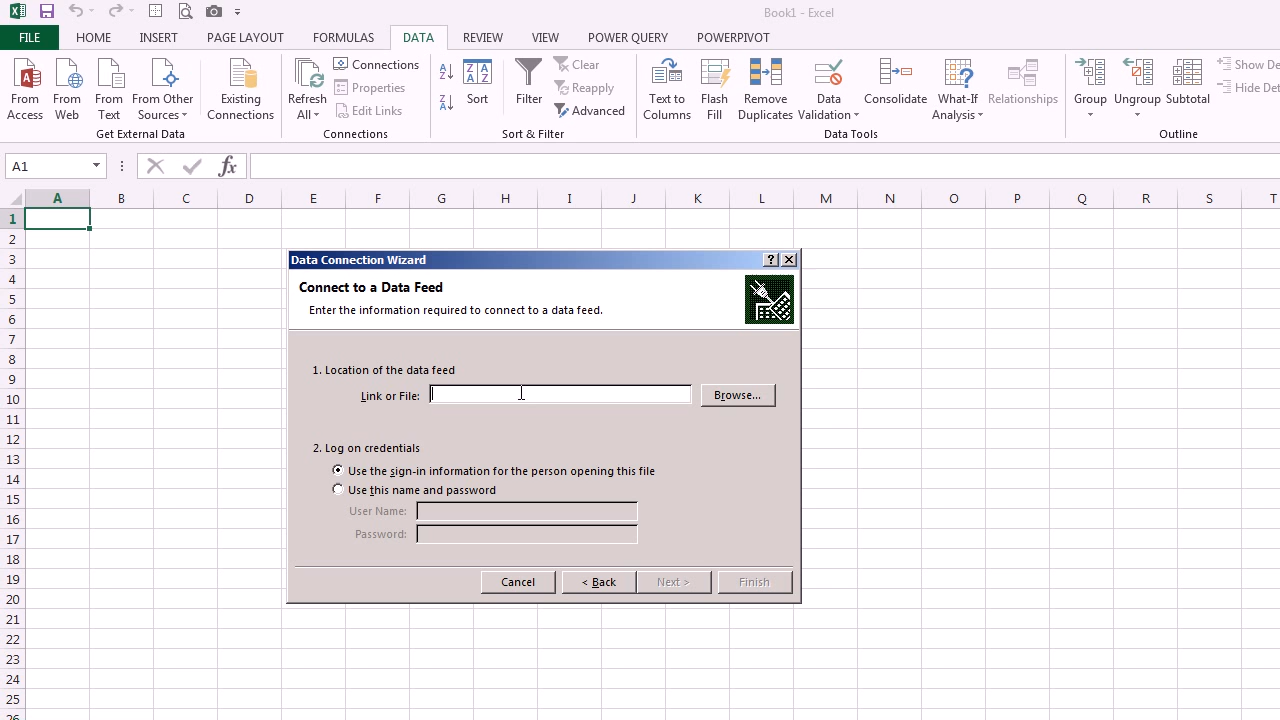 Book1 - Excel
FILE HOME INSERT PAGE LAYOUT FORMULAS DATA REVIEW VIEW POWER QUERY POWERPIVOT
From Access
From Web
From Text
From Other Sources
Existing Connections
Get External Data
Refresh All
Connections
Properties
Edit Links
Connections
Sort
Filter
Clear
Reapply
Advanced
Sort & Filter
Text to Columns
Flash Fill
Remove Duplicates
Data Validation
Consolidate
What-If Analysis
Relationships
Data Tools
Group
Ungroup
Subtotal
Show De
Hide Det
Outline
A1
fx
A B C D E F G H I J K L M N O P Q R S T
1
2
3
4
5
6
7
8
9
10
11
12
13
14
15
16
17
18
19
20
21
22
23
24
25
26
Data Connection Wizard
Connect to a Data Feed
Enter the information required to connect to a data feed.
1. Location of the data feed
Link or File:
Browse...
2. Log on credentials
Use the sign-in information for the person opening this file
Use this name and password
User Name:
Password:
Cancel < Back Next > Finish